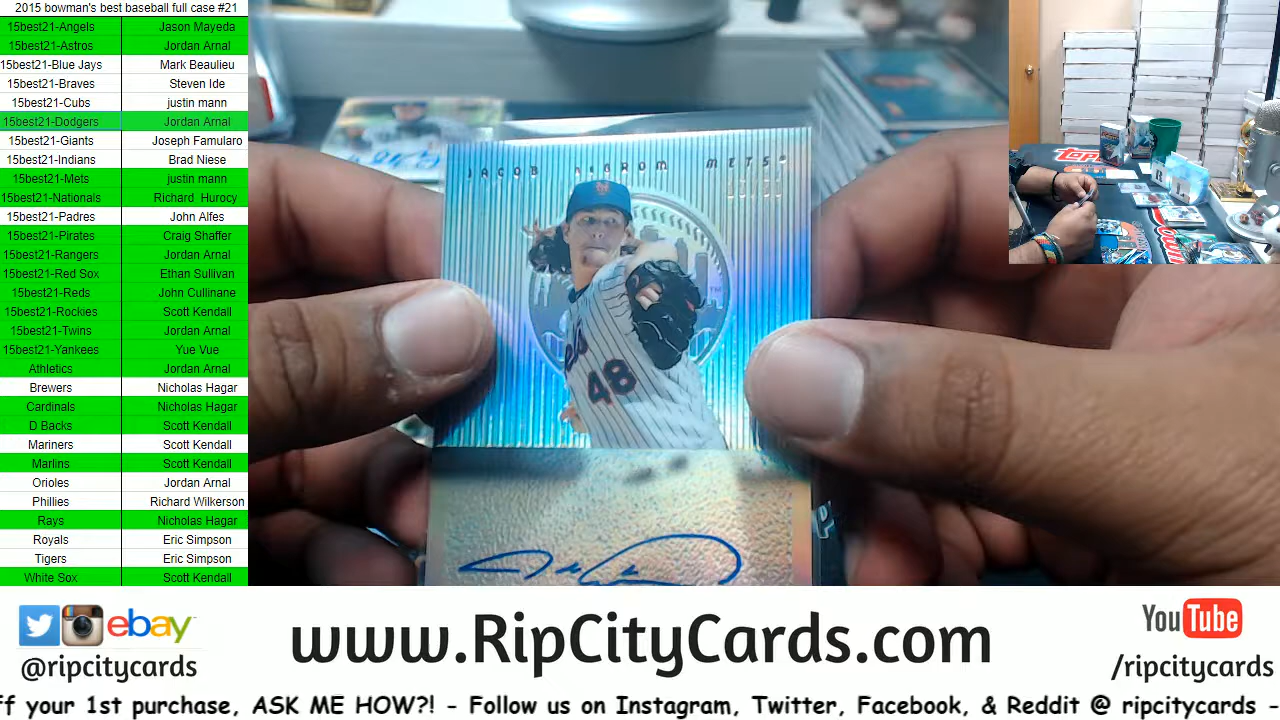 2015 bowman's best baseball full case #21
15best21-Angels Jason Mayeda
15best21-Astros Jordan Arnal
15best21-Blue Jays Mark Beaulieu
15best21-Braves Steven Ide
15best21-Cubs justin mann
15best21-Dodgers Jordan Arnal
15best21-Giants Joseph Famularo
15best21-Indians Brad Niese
15best21-Mets justin mann
15best21-Nationals Richard Hurocy
15best21-Padres John Alfes
15best21-Pirates Craig Shaffer
15best21-Rangers Jordan Arnal
15best21-Red Sox Ethan Sullivan
15best21-Reds John Cullinane
15best21-Rockies Scott Kendall
15best21-Twins Jordan Arnal
15best21-Yankees Yue Vue
Athletics Jordan Arnal
Brewers Nicholas Hagar
Cardinals Nicholas Hagar
D Backs Scott Kendall
Mariners Scott Kendall
Marlins Scott Kendall
Orioles Jordan Arnal
Phillies Richard Wilkerson
Rays Nicholas Hagar
Royals Eric Simpson
Tigers Eric Simpson
White Sox Scott Kendall
JACOB DEGROM METS
48
Topps
ebay
@ripcitycards
www.RipCityCards.com
YouTube
/ripcitycards
ff your 1st purchase, ASK ME HOW?! - Follow us on Instagram, Twitter, Facebook, & Reddit @ ripcitycards -